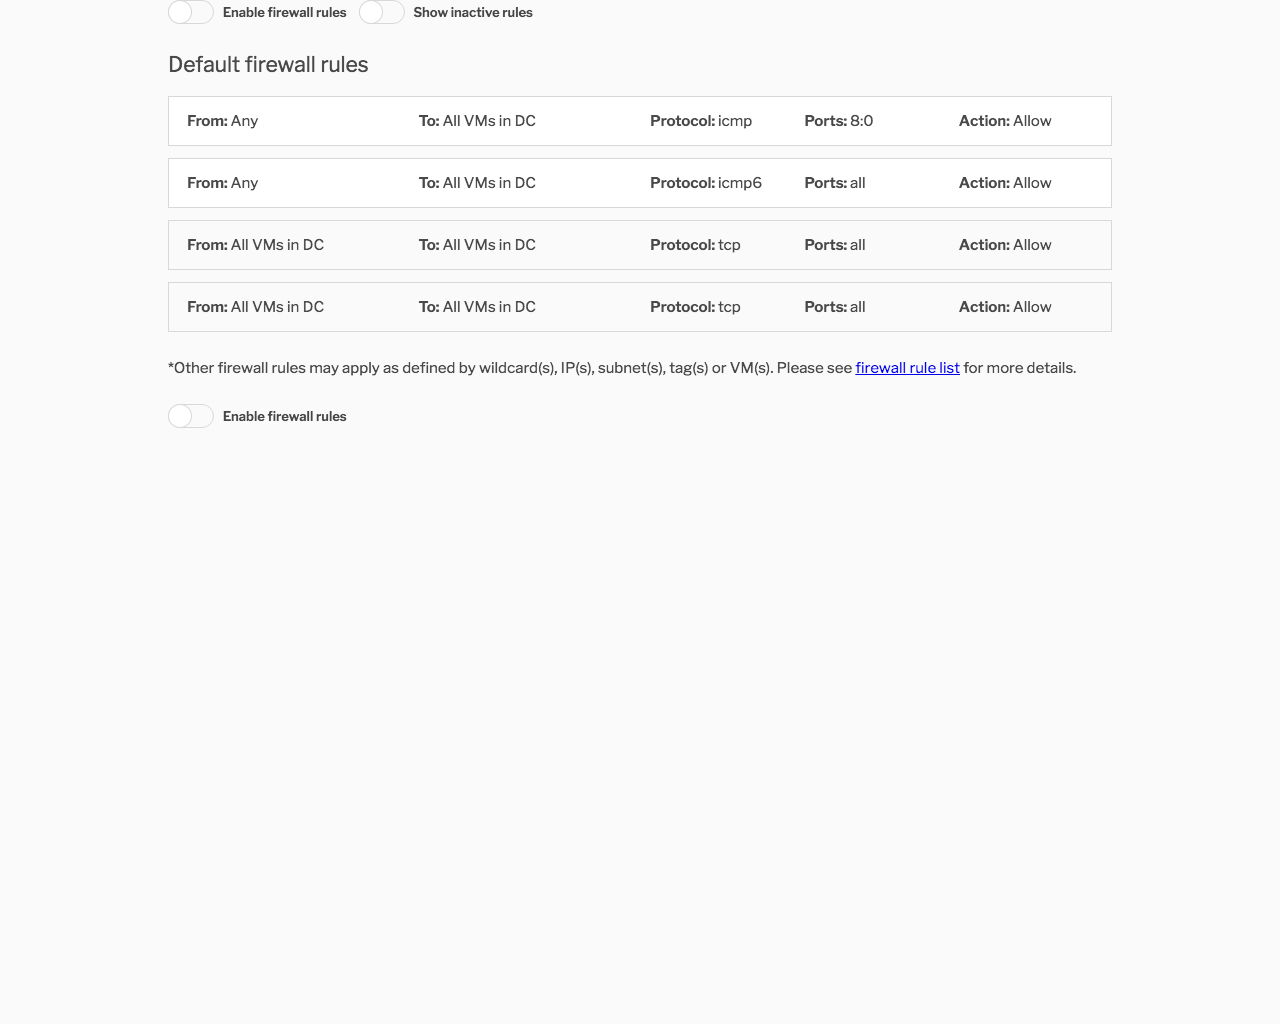 Enable firewall rules Show inactive rules
Default firewall rules
From: Any To: All VMs in DC Protocol: icmp Ports: 8:0 Action: Allow
From: Any To: All VMs in DC Protocol: icmp6 Ports: all Action: Allow
From: All VMs in DC To: All VMs in DC Protocol: tcp Ports: all Action: Allow
From: All VMs in DC To: All VMs in DC Protocol: tcp Ports: all Action: Allow
*Other firewall rules may apply as defined by wildcard(s), IP(s), subnet(s), tag(s) or VM(s). Please see firewall rule list for more details.
Enable firewall rules